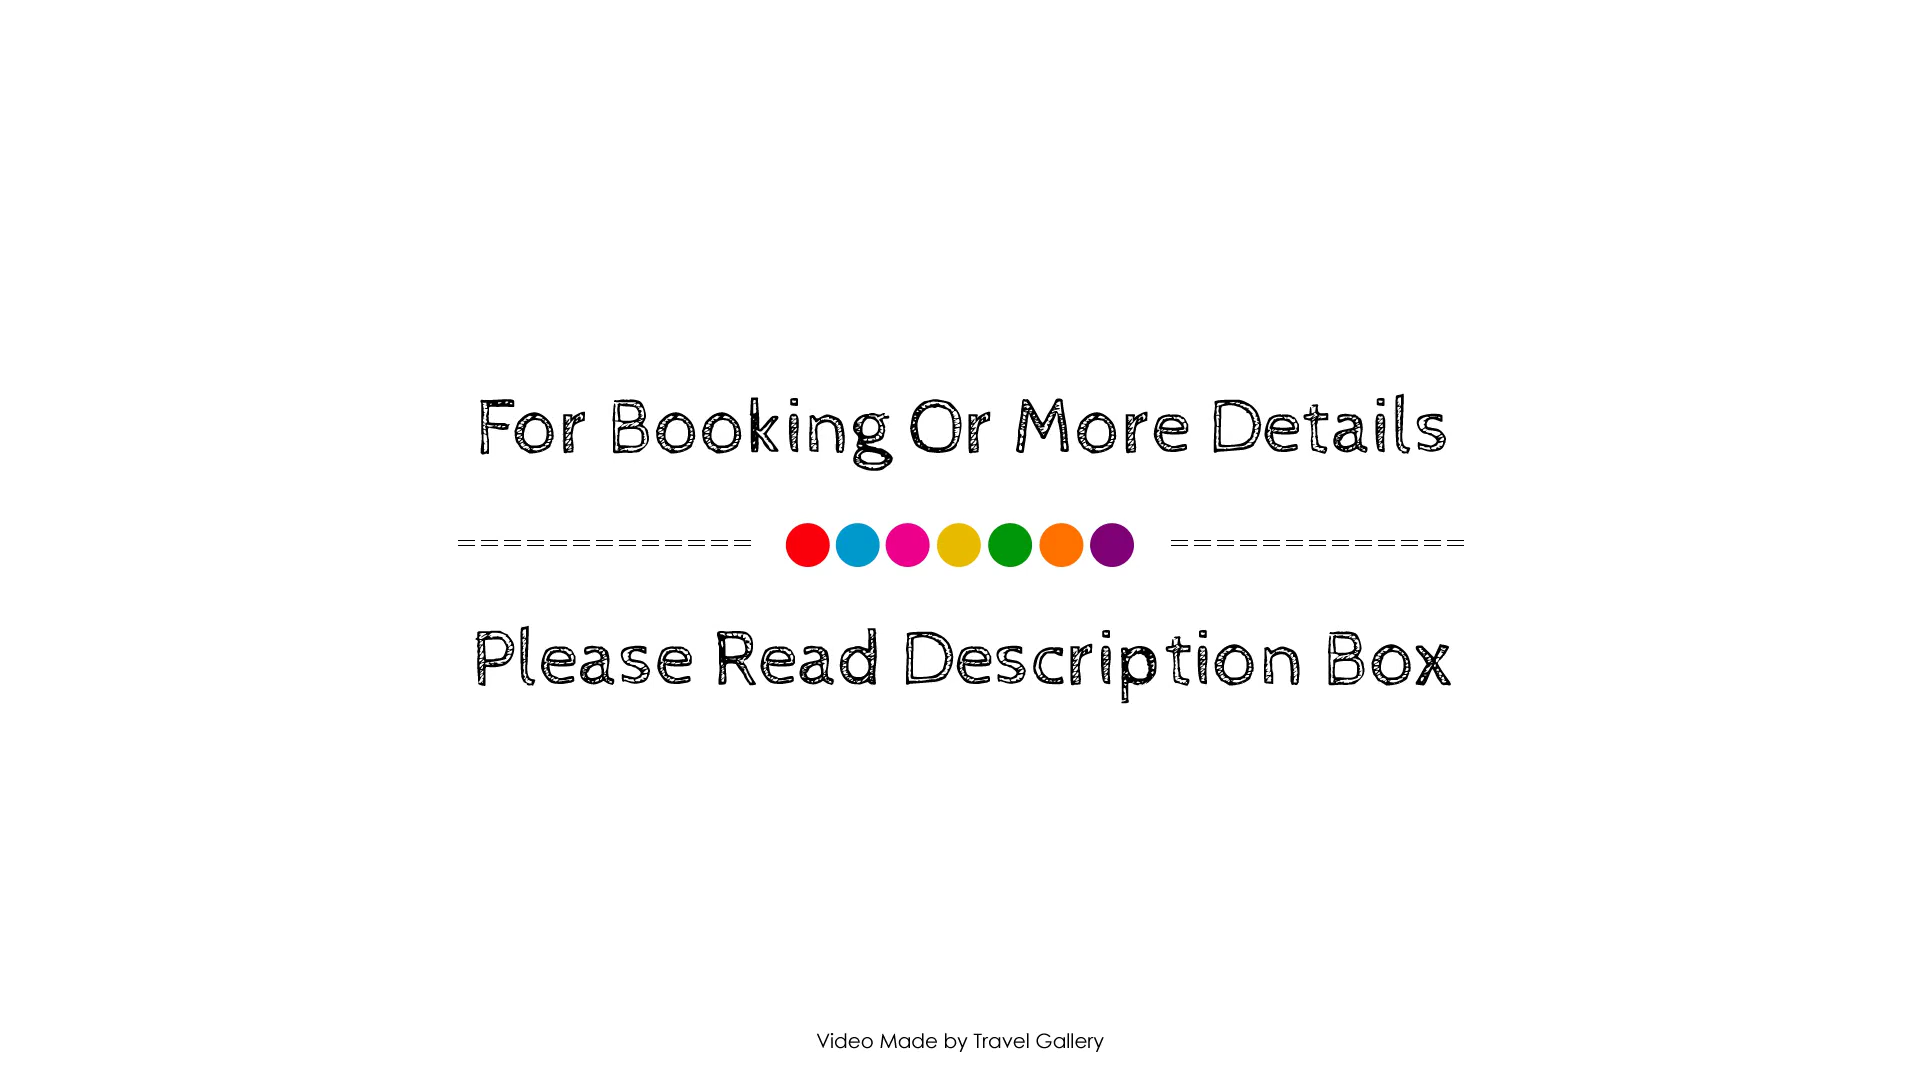 For Booking Or More Details
============= =============
Please Read Description Box
Video Made by Travel Gallery